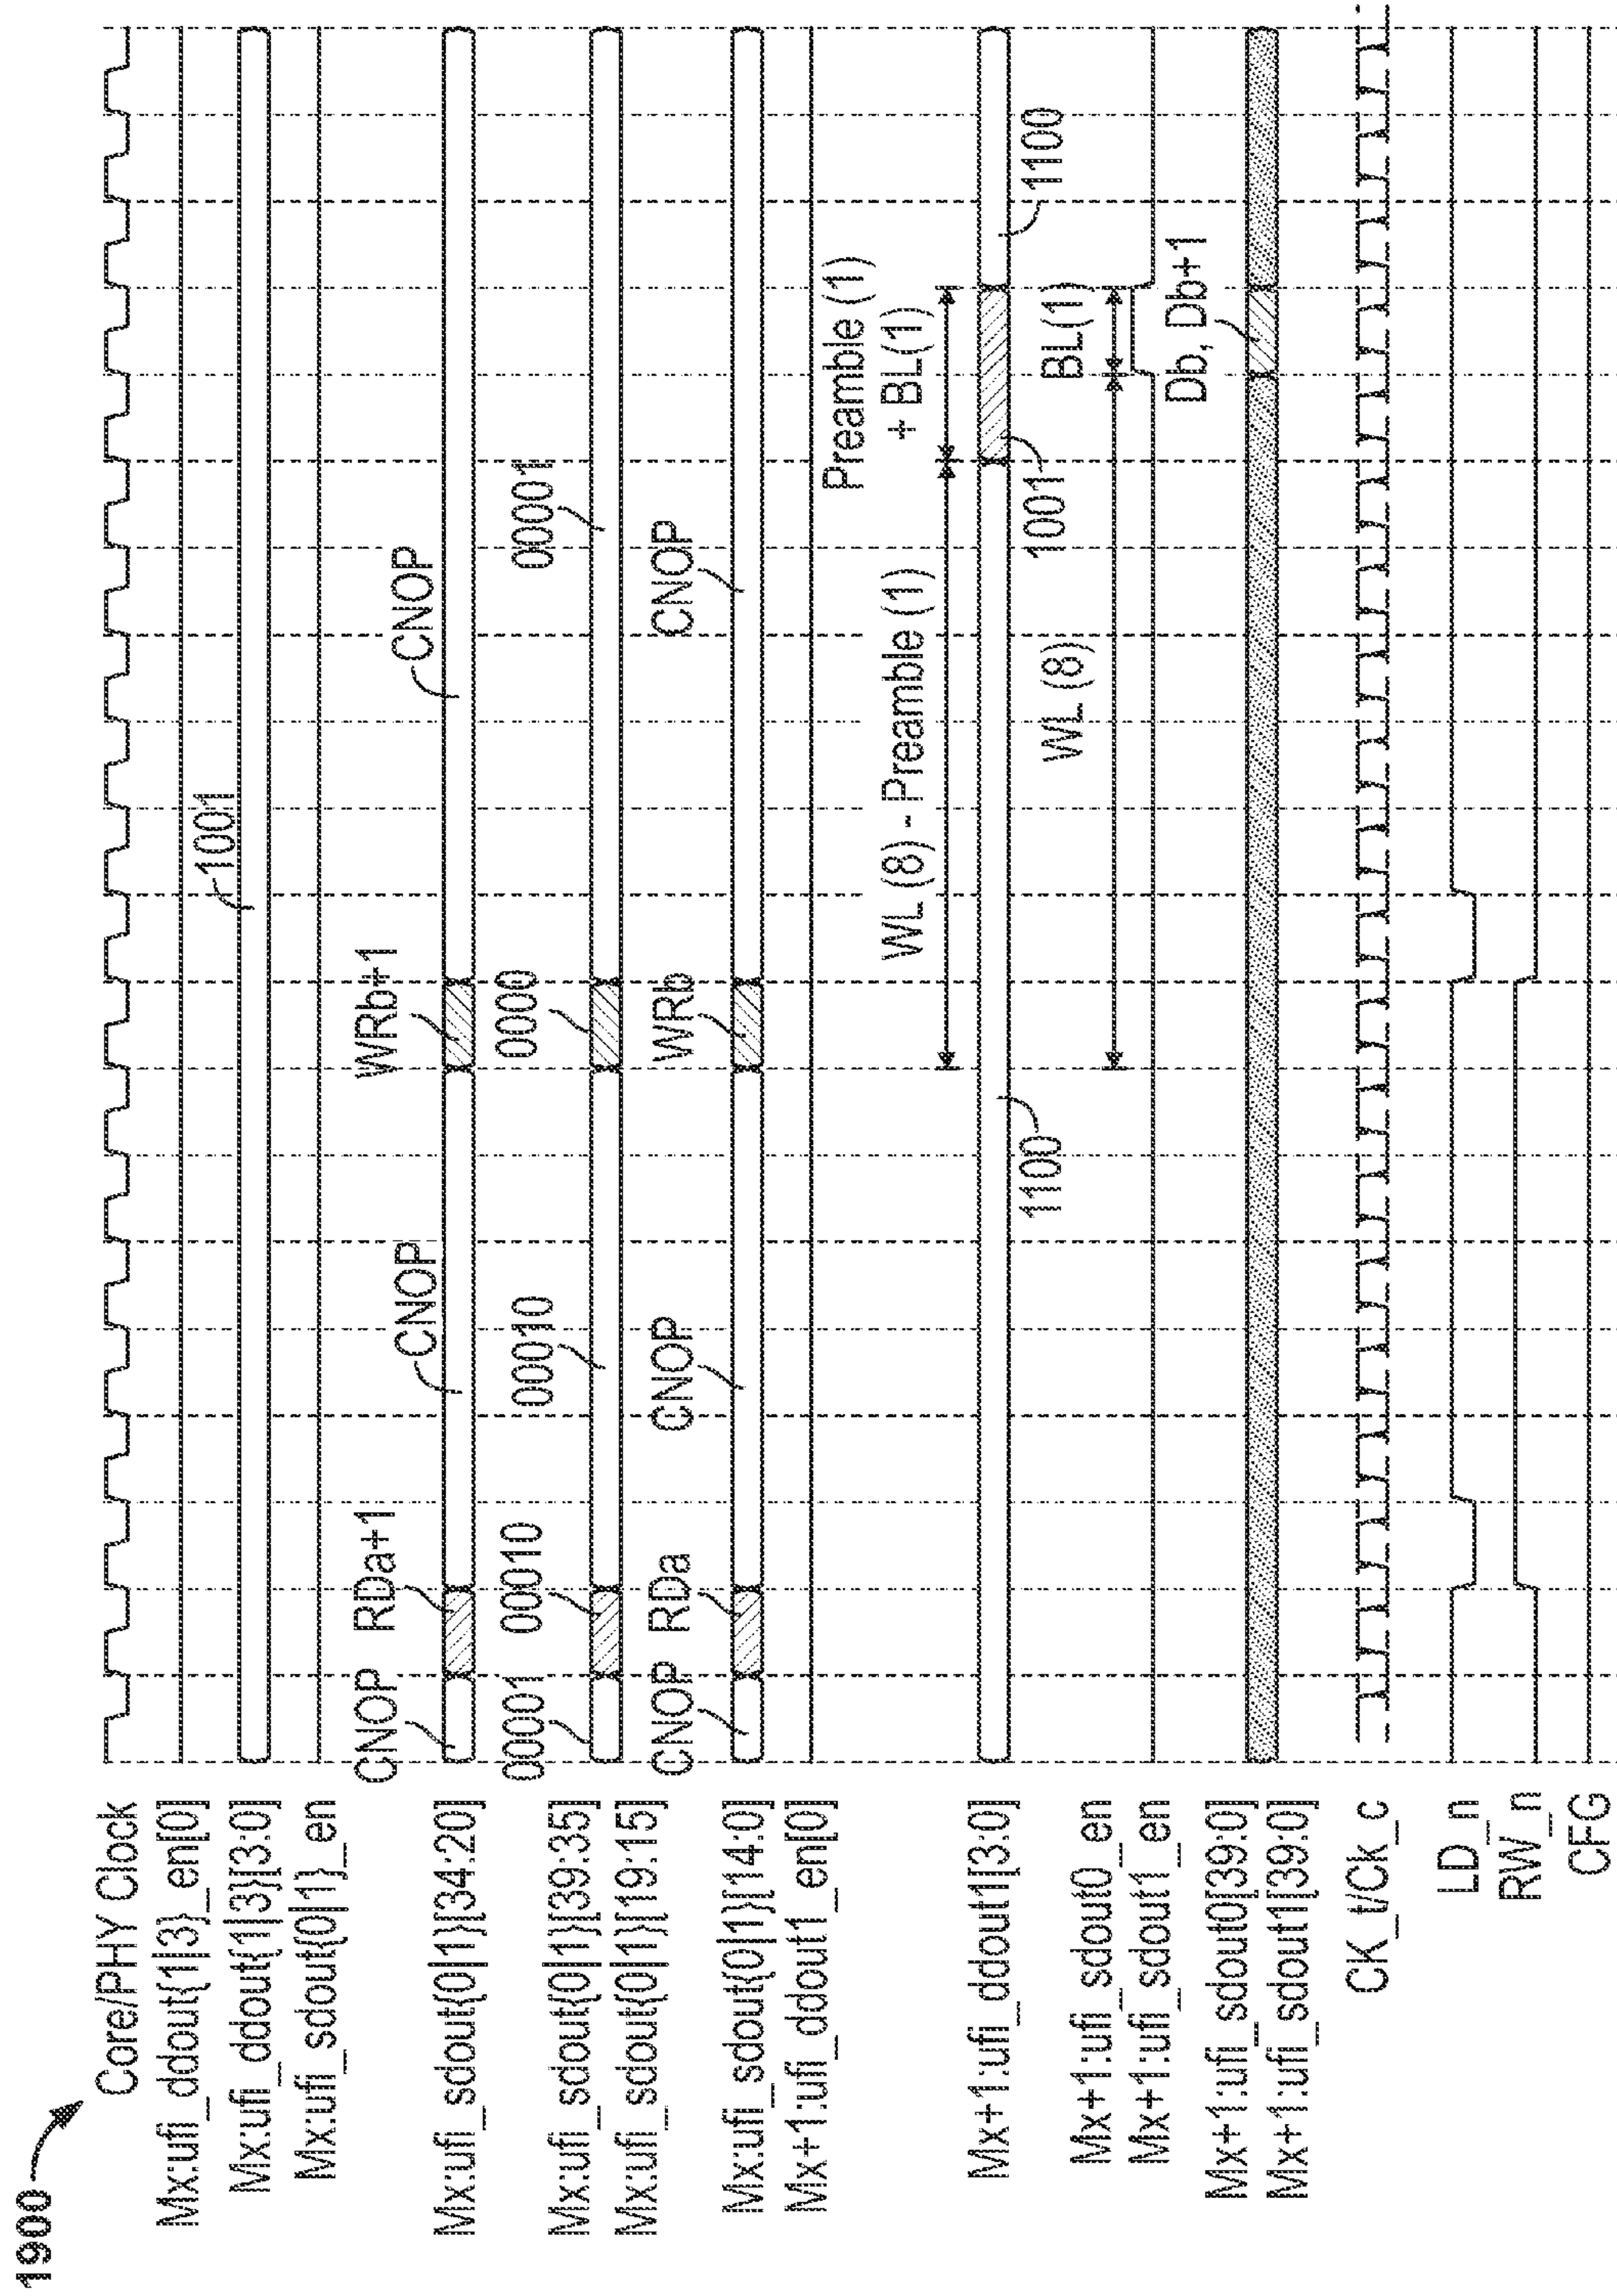 1900
Core/PHY Clock
Mx:ufi_ddout{1|3}_en[0]
Mx:ufi_ddout{1|3}[3:0]
1001
Mx:ufi_sdout{0|1}_en
Mx:ufi_sdout{0|1}[34:20]
CNOP
RDa+1
CNOP
WRb+1
CNOP
Mx:ufi_sdout{0|1}[39:35]
Mx:ufi_sdout{0|1}[19:15]
00001
00010
00010
0000
00001
Mx:ufi_sdout{0|1}[14:0]
CNOP
RDa
CNOP
WRb
CNOP
Mx+1:ufi_ddout1_en[0]
Mx+1:ufi_ddout1[3:0]
WL (8) - Preamble (1)
Preamble (1)
+ BL(1)
1100
1001
1100
Mx+1:ufi_sdout0_en
Mx+1:ufi_sdout1_en
WL (8)
BL(1)
Mx+1:ufi_sdout0[39:0]
Mx+1:ufi_sdout1[39:0]
Db, Db+1
CK_t/Ck_c
LD_n
RW_n
CFG